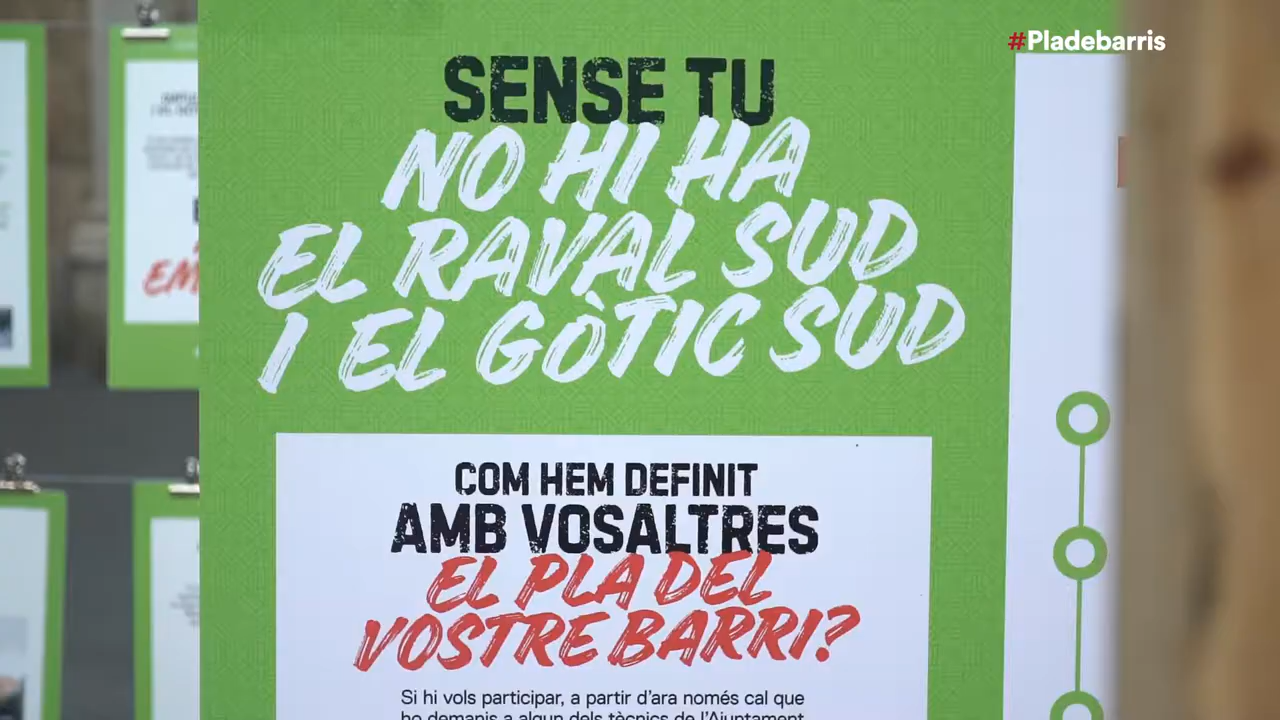 #Pladebarris
SENSE TU
NO HI HA
EL RAVAL SUD
I EL GÒTIC SUD
COM HEM DEFINIT
AMB VOSALTRES
EL PLA DEL
VOSTRE BARRI?
Si hi vols participar, a partir d'ara només cal que
ho demanis a algun dels tècnics de l'Ajuntament